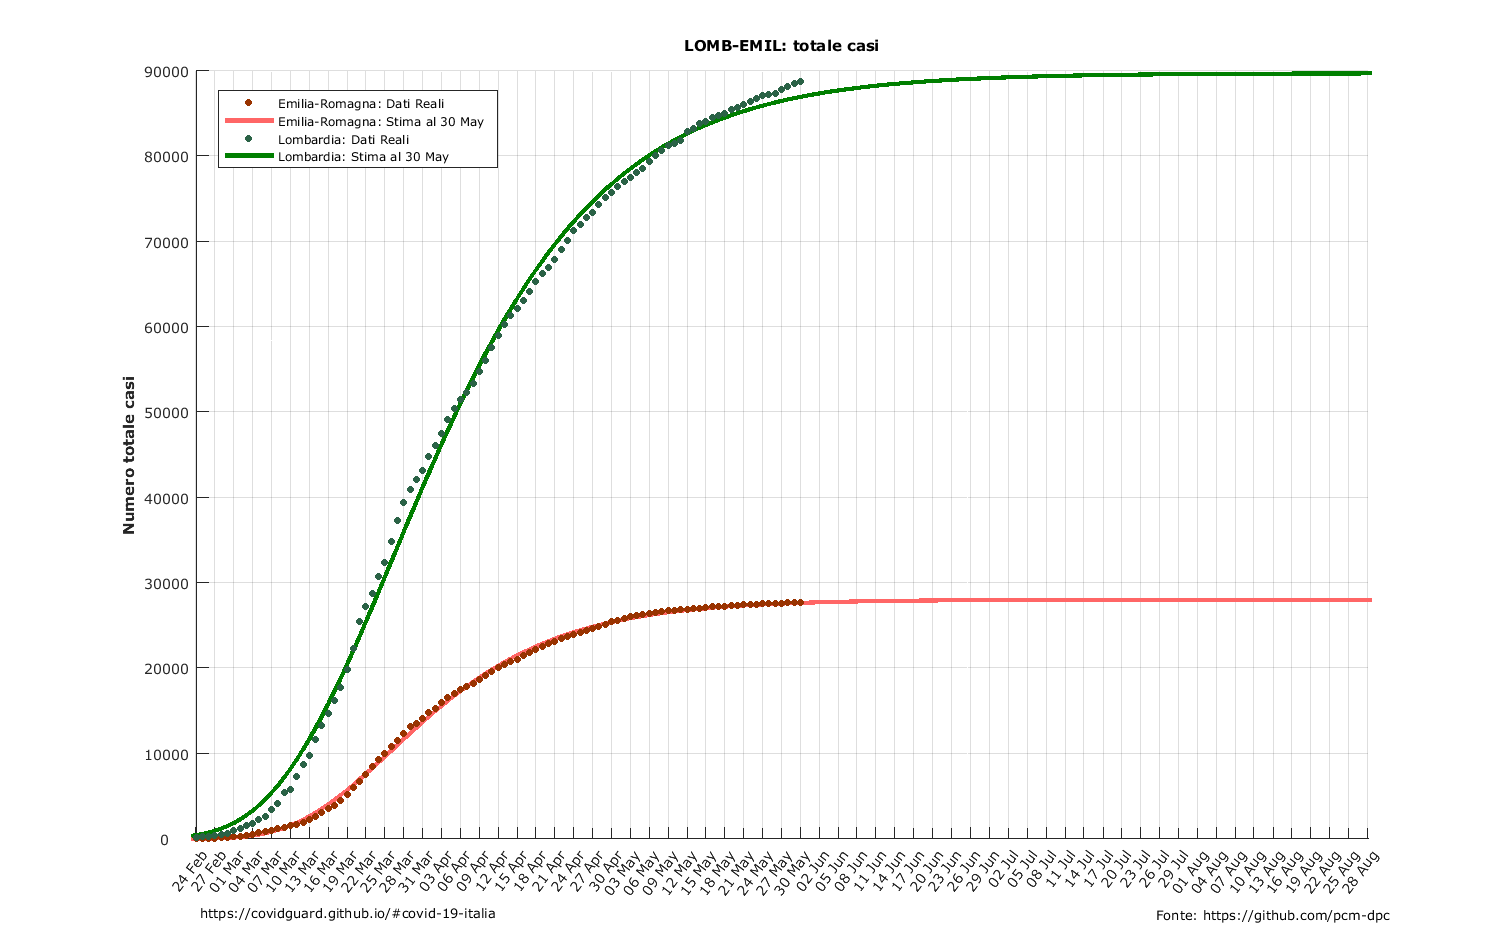 LOMB-EMIL: totale casi
90000
80000
70000
60000
50000
40000
30000
20000
10000
0
Numero totale casi
Emilia-Romagna: Dati Reali
Emilia-Romagna: Stima al 30 May
Lombardia: Dati Reali
Lombardia: Stima al 30 May
24 Feb
27 Feb
01 Mar
04 Mar
07 Mar
10 Mar
13 Mar
16 Mar
19 Mar
22 Mar
25 Mar
28 Mar
31 Mar
03 Apr
06 Apr
09 Apr
12 Apr
15 Apr
18 Apr
21 Apr
24 Apr
27 Apr
30 Apr
03 May
06 May
09 May
12 May
15 May
18 May
21 May
24 May
27 May
30 May
02 Jun
05 Jun
08 Jun
11 Jun
14 Jun
17 Jun
20 Jun
23 Jun
26 Jun
29 Jun
02 Jul
05 Jul
08 Jul
11 Jul
14 Jul
17 Jul
20 Jul
23 Jul
26 Jul
29 Jul
01 Aug
04 Aug
07 Aug
10 Aug
13 Aug
16 Aug
19 Aug
22 Aug
25 Aug
28 Aug
https://covidguard.github.io/#covid-19-italia
Fonte: https://github.com/pcm-dpc